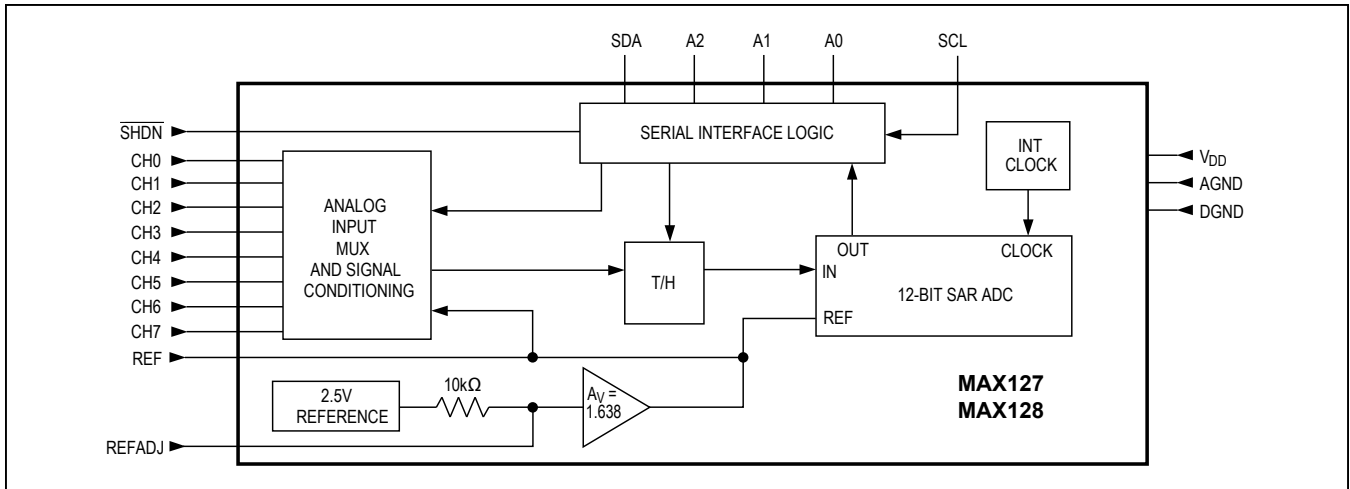 SDA A2 A1 A0 SCL
SHDN
SERIAL INTERFACE LOGIC
INT
CLOCK
VDD
AGND
DGND
CH0
CH1
CH2
CH3
CH4
CH5
CH6
CH7
REF
ANALOG
INPUT
MUX
AND SIGNAL
CONDITIONING
T/H
OUT CLOCK
IN
12-BIT SAR ADC
REF
2.5V
REFERENCE
10kΩ
AV =
1.638
MAX127
MAX128
REFADJ